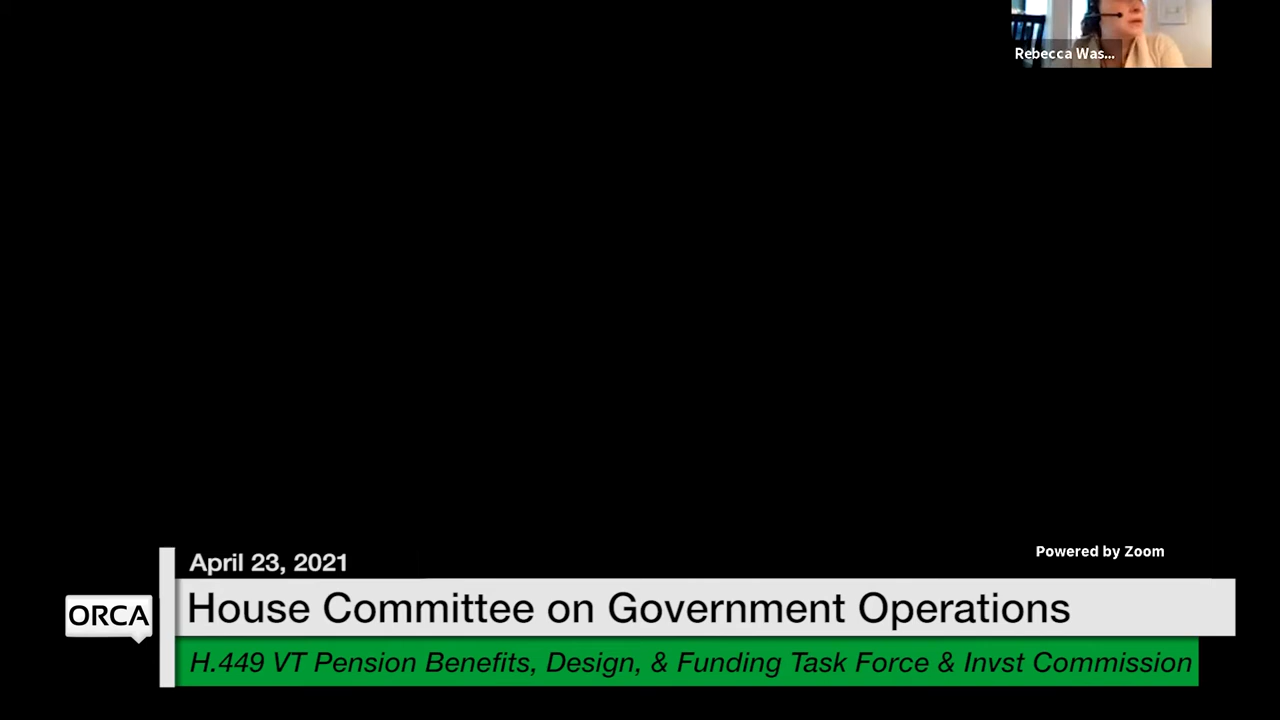 Rebecca Was...
Powered by Zoom
April 23, 2021
House Committee on Government Operations
ORCA
H.449 VT Pension Benefits, Design, & Funding Task Force & Invst Commission